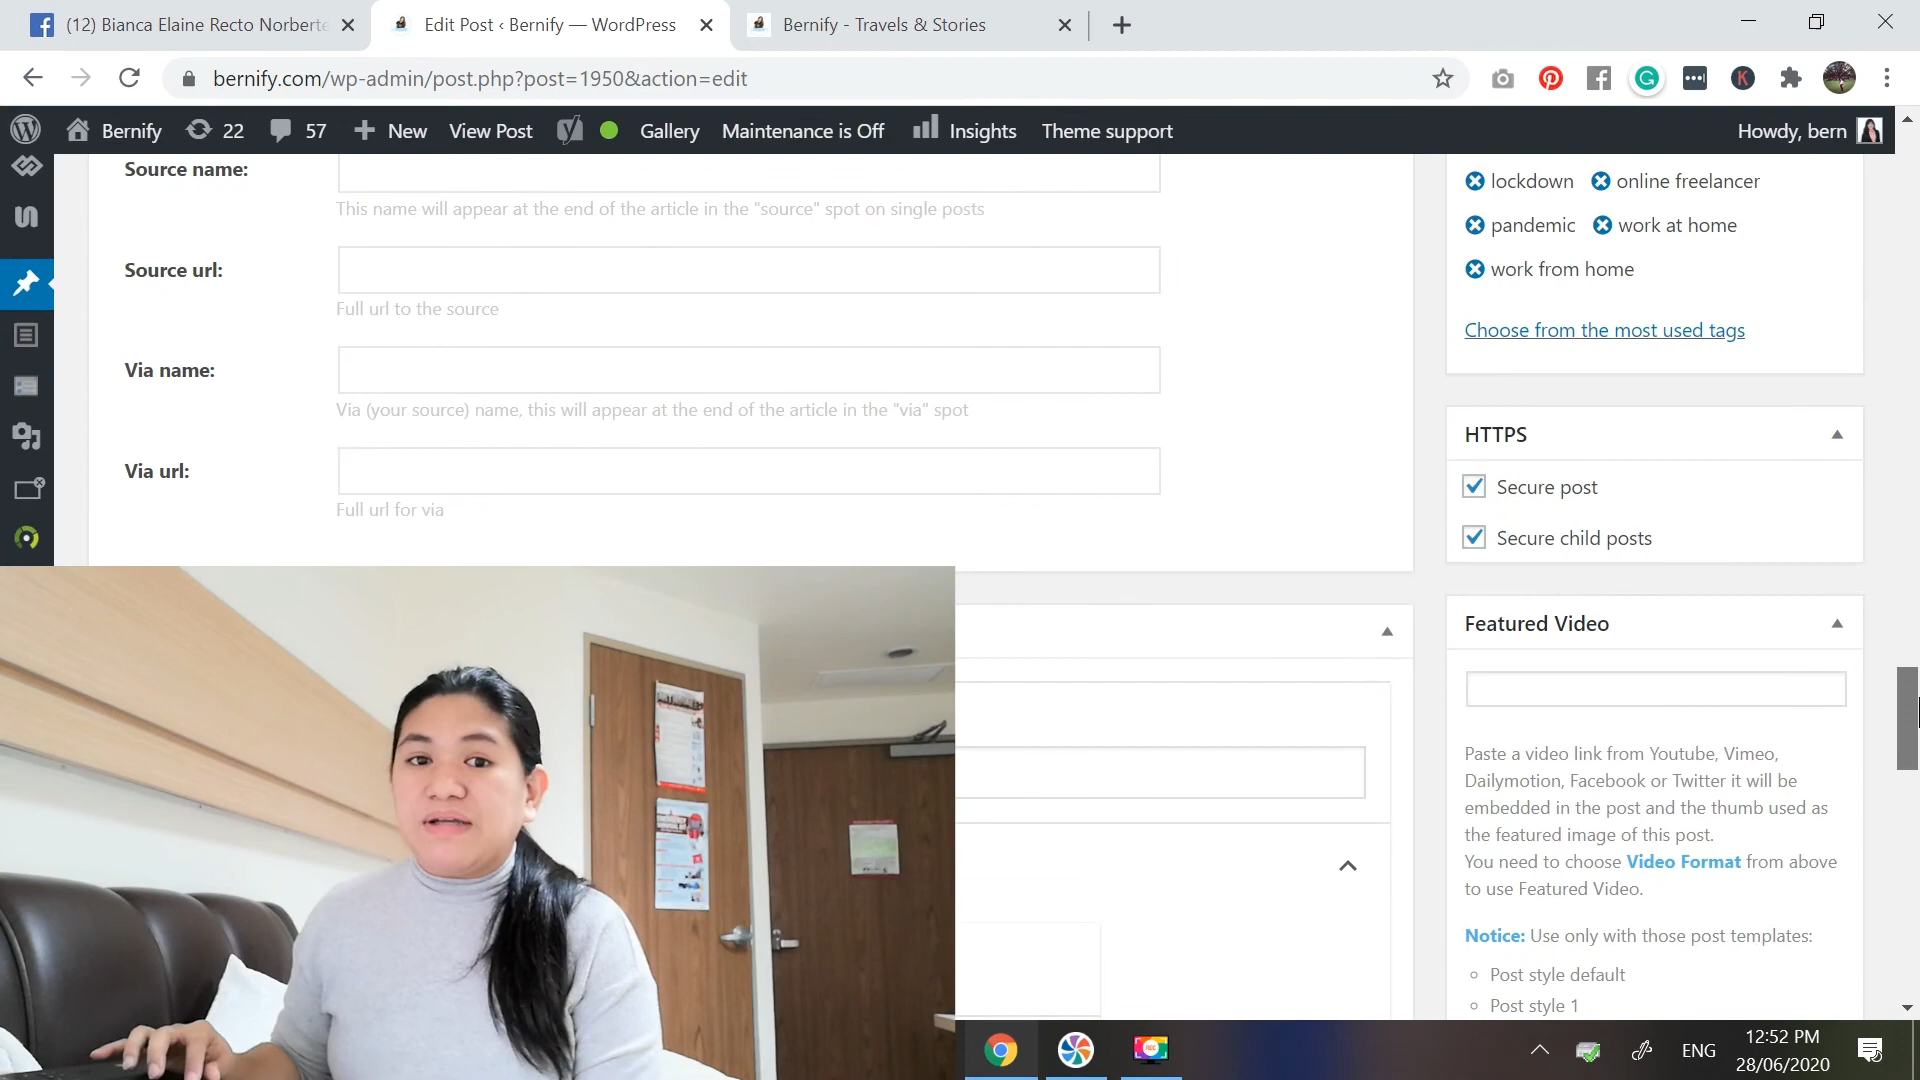 (12) Bianca Elaine Recto Norberte
Edit Post ‹ Bernify — WordPress
Bernify - Travels & Stories
bernify.com/wp-admin/post.php?post=1950&action=edit
Bernify 22 57 New View Post Gallery Maintenance is Off Insights Theme support Howdy, bern
Source name:
This name will appear at the end of the article in the "source" spot on single posts
Source url:
Full url to the source
Via name:
Via (your source) name, this will appear at the end of the article in the "via" spot
Via url:
Full url for via
lockdown online freelancer
pandemic work at home
work from home
Choose from the most used tags
HTTPS
Secure post
Secure child posts
Featured Video
Paste a video link from Youtube, Vimeo,
Dailymotion, Facebook or Twitter it will be
embedded in the post and the thumb used as
the featured image of this post.
You need to choose Video Format from above
to use Featured Video.
Notice: Use only with those post templates:
Post style default
Post style 1
REC
ENG
12:52 PM
28/06/2020